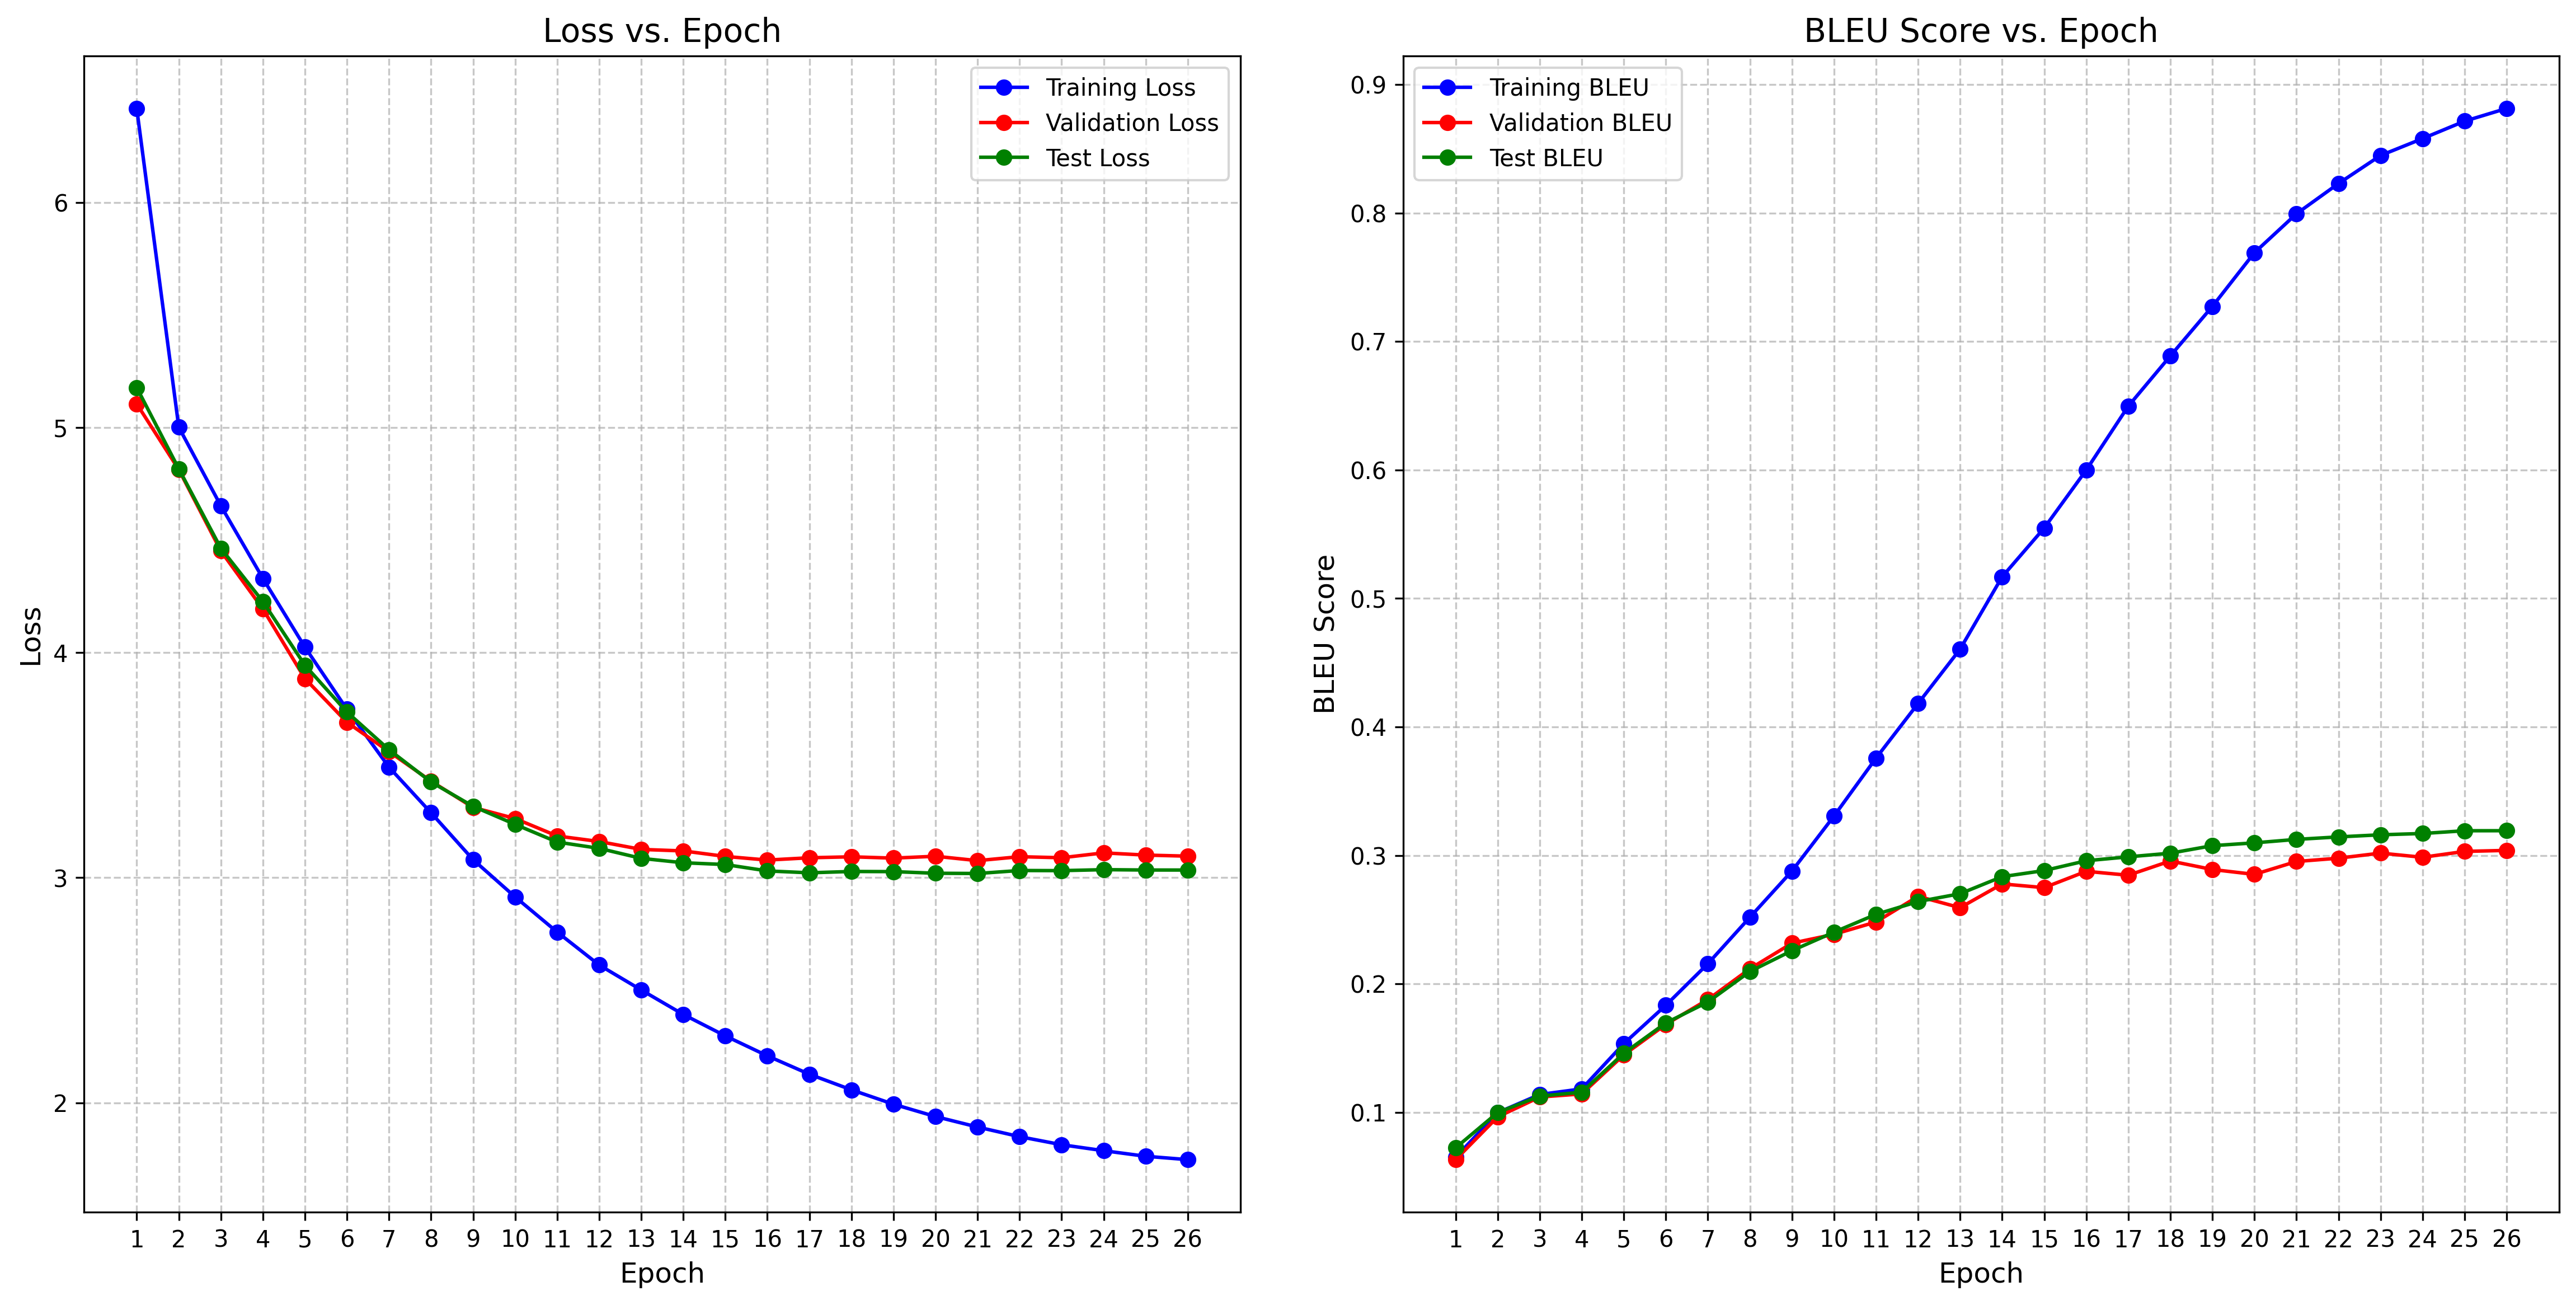 Loss vs. Epoch
Training Loss
Validation Loss
Test Loss
6
5
4
3
2
Loss
1 2 3 4 5 6 7 8 9 10 11 12 13 14 15 16 17 18 19 20 21 22 23 24 25 26
Epoch
BLEU Score vs. Epoch
Training BLEU
Validation BLEU
Test BLEU
0.9
0.8
0.7
0.6
0.5
0.4
0.3
0.2
0.1
BLEU Score
1 2 3 4 5 6 7 8 9 10 11 12 13 14 15 16 17 18 19 20 21 22 23 24 25 26
Epoch